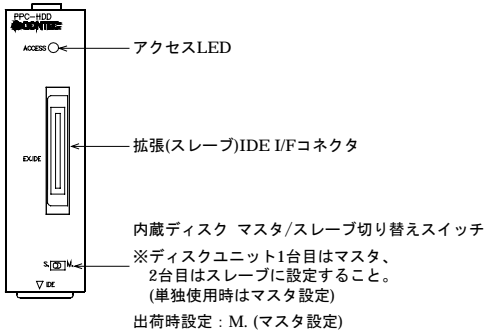 PPC-HDD
CONTEC
ACCESS
アクセスLED
拡張(スレーブ)IDE I/Fコネクタ
EX.IDE
内蔵ディスク マスタ/スレーブ切り替えスイッチ
※ディスクユニット1台目はマスタ、
2台目はスレーブに設定すること。
(単独使用時はマスタ設定)
S. M.
▽ IDE
出荷時設定：M. (マスタ設定)